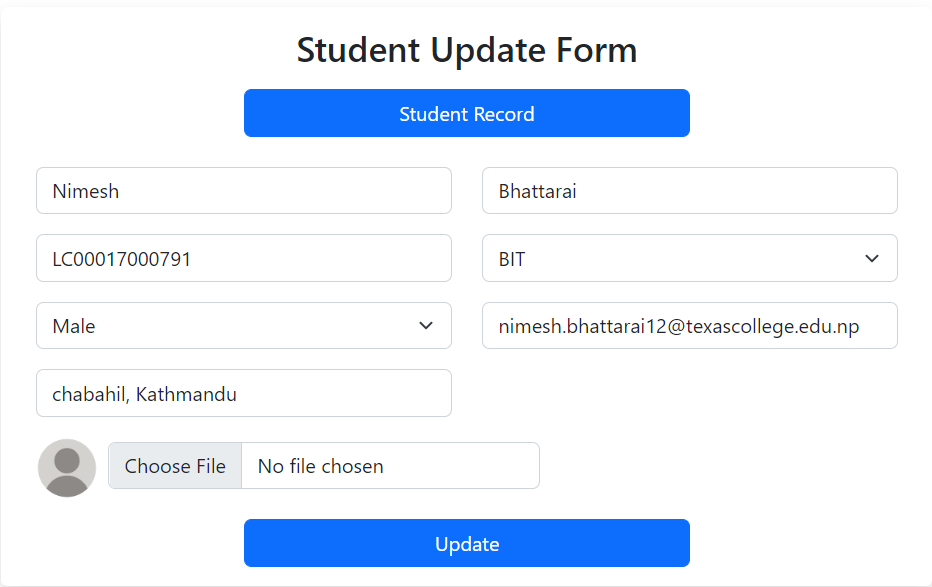 Student Update Form
Student Record
Nimesh
Bhattarai
LC00017000791
BIT
Male
nimesh.bhattarai12@texascollege.edu.np
chabahil, Kathmandu
Choose File No file chosen
Update